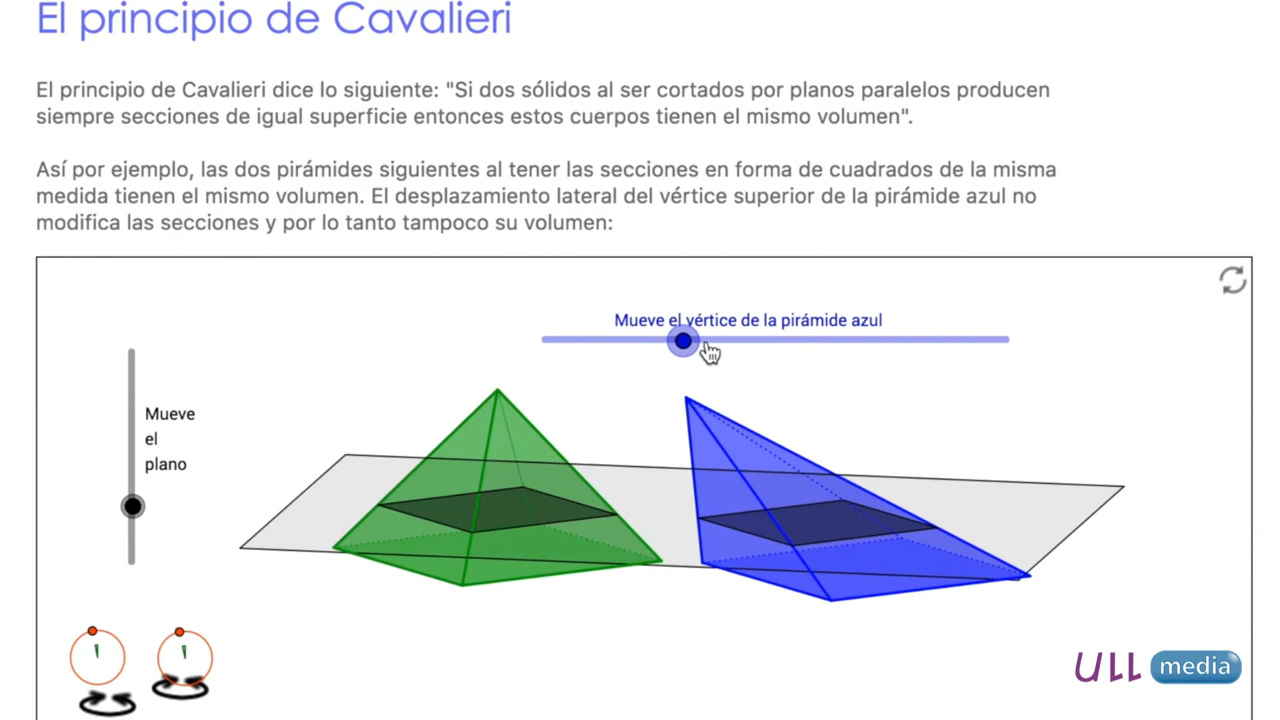 El principio de Cavalieri
El principio de Cavalieri dice lo siguiente: "Si dos sólidos al ser cortados por planos paralelos producen
siempre secciones de igual superficie entonces estos cuerpos tienen el mismo volumen".
Así por ejemplo, las dos pirámides siguientes al tener las secciones en forma de cuadrados de la misma
medida tienen el mismo volumen. El desplazamiento lateral del vértice superior de la pirámide azul no
modifica las secciones y por lo tanto tampoco su volumen:
Mueve el vértice de la pirámide azul
Mueve
el
plano
ULL media